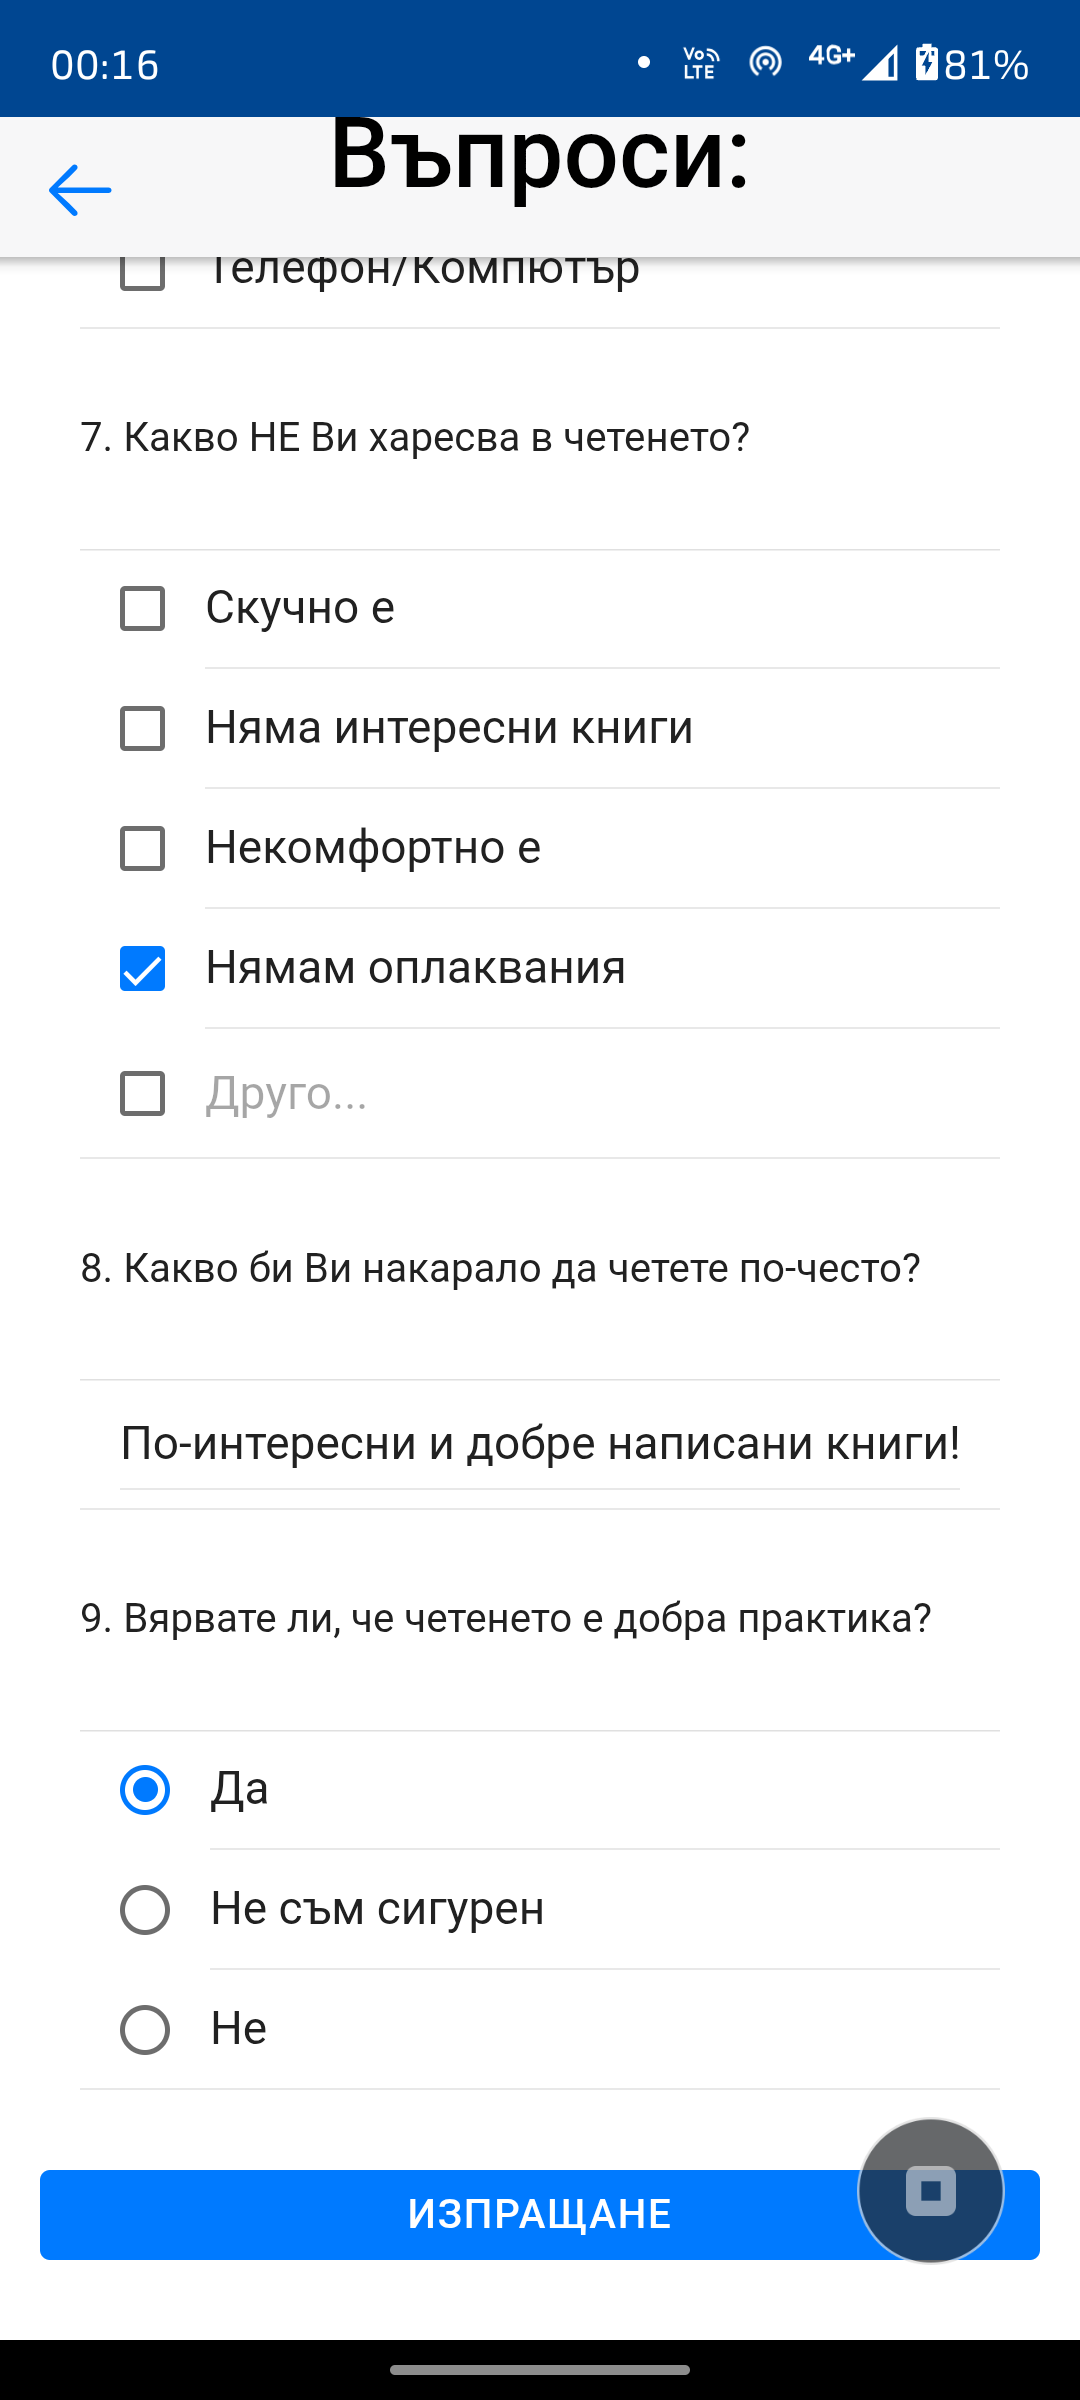 00:16
Vo LTE 4G+ 81%
Въпроси:
Телефон/Компютър
7. Какво НЕ Ви харесва в четенето?
Скучно е
Няма интересни книги
Некомфортно е
Нямам оплаквания
Друго...
8. Какво би Ви накарало да четете по-често?
По-интересни и добре написани книги!
9. Вярвате ли, че четенето е добра практика?
Да
Не съм сигурен
Не
ИЗПРАЩАНЕ